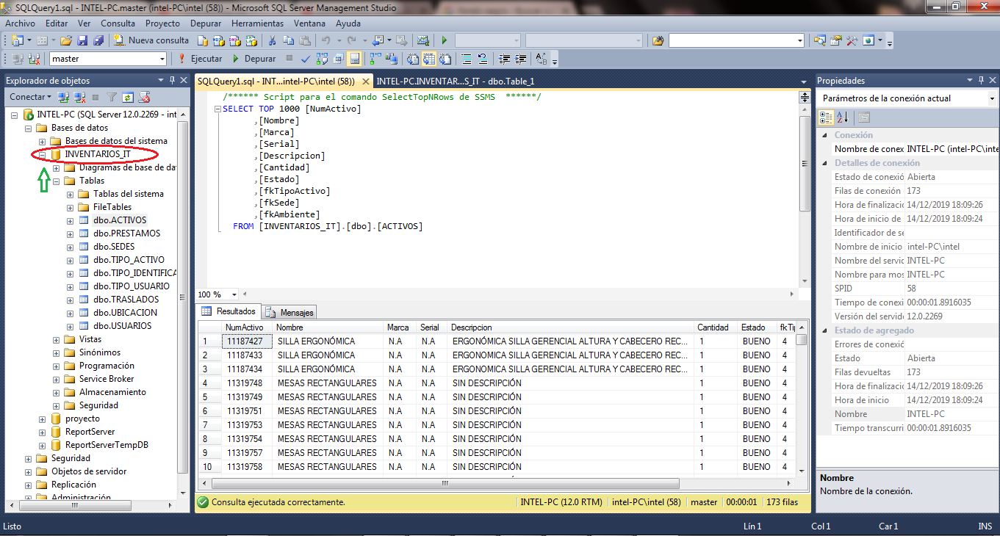 SQLQuery1.sql - INTEL-PC.master (intel-PC\intel (58)) - Microsoft SQL Server Management Studio
Archivo Editar Ver Consulta Proyecto Depurar Herramientas Ventana Ayuda
Nueva consulta
master Ejecutar Depurar
Explorador de objetos
Conectar
INTEL-PC (SQL Server 12.0.2269 - int
Bases de datos
Bases de datos del sistema
INVENTARIOS_IT
Diagramas de base de dat
Tablas
Tablas del sistema
FileTables
dbo.ACTIVOS
dbo.PRESTAMOS
dbo.SEDES
dbo.TIPO_ACTIVO
dbo.TIPO_IDENTIFICA
dbo.TIPO_USUARIO
dbo.TRASLADOS
dbo.UBICACION
dbo.USUARIOS
Vistas
Sinónimos
Programación
Service Broker
Almacenamiento
Seguridad
proyecto
ReportServer
ReportServerTempDB
Seguridad
Objetos de servidor
Replicación
Administración
SQLQuery1.sql - INT...intel-PC\intel (58)) INTEL-PC.INVENTAR...S_IT - dbo.Table_1
/****** Script para el comando SelectTopNRows de SSMS ******/
SELECT TOP 1000 [NumActivo]
,[Nombre]
,[Marca]
,[Serial]
,[Descripcion]
,[Cantidad]
,[Estado]
,[fkTipoActivo]
,[fkSede]
,[fkAmbiente]
FROM [INVENTARIOS_IT].[dbo].[ACTIVOS]
100 %
Resultados Mensajes
NumActivo Nombre Marca Serial Descripcion Cantidad Estado fkTip
1 11187427 SILLA ERGONÓMICA N.A N.A ERGONÓMICA SILLA GERENCIAL ALTURA Y CABECERO REC... 1 BUENO 4
2 11187433 SILLA ERGONÓMICA N.A N.A ERGONOMICA SILLA GERENCIAL ALTURA Y CABECERO REC... 1 BUENO 4
3 11187434 SILLA ERGONÓMICA N.A N.A ERGONOMICA SILLA GERENCIAL ALTURA Y CABECERO REC... 1 BUENO 4
4 11319748 MESAS RECTANGULARES N.A N.A SIN DESCRIPCIÓN 1 BUENO 4
5 11319749 MESAS RECTANGULARES N.A N.A SIN DESCRIPCIÓN 1 BUENO 4
6 11319751 MESAS RECTANGULARES N.A N.A SIN DESCRIPCIÓN 1 BUENO 4
7 11319753 MESAS RECTANGULARES N.A N.A SIN DESCRIPCIÓN 1 BUENO 4
8 11319754 MESAS RECTANGULARES N.A N.A SIN DESCRIPCIÓN 1 BUENO 4
9 11319757 MESAS RECTANGULARES N.A N.A SIN DESCRIPCIÓN 1 BUENO 4
10 11319758 MESAS RECTANGULARES N.A N.A SIN DESCRIPCIÓN 1 BUENO 4
Consulta ejecutada correctamente. INTEL-PC (12.0 RTM) intel-PC\intel (58) master 00:00:01 173 filas
Propiedades
Parámetros de la conexión actual
Conexión
Nombre de conex INTEL-PC (intel-PC\inte
Detalles de conexión
Estado de conexió Abierta
Filas de conexión 173
Hora de finalizació 14/12/2019 18:09:26
Hora de inicio de 14/12/2019 18:09:24
Identificador de se
Nombre de inicio intel-PC\intel
Nombre del servic INTEL-PC
Nombre para mos INTEL-PC
SPID 58
Tiempo de conexi 00:00:01.8916035
Versión del servido 12.0.2269
Estado de agregado
Errores de conexió
Estado Abierta
Filas devueltas 173
Hora de finalizació 14/12/2019 18:09:26
Hora de inicio 14/12/2019 18:09:24
Nombre INTEL-PC
Tiempo transcurri 00:00:01.8916035
Nombre
Nombre de la conexión.
Listo Lín 1 Col 1 Car 1 INS